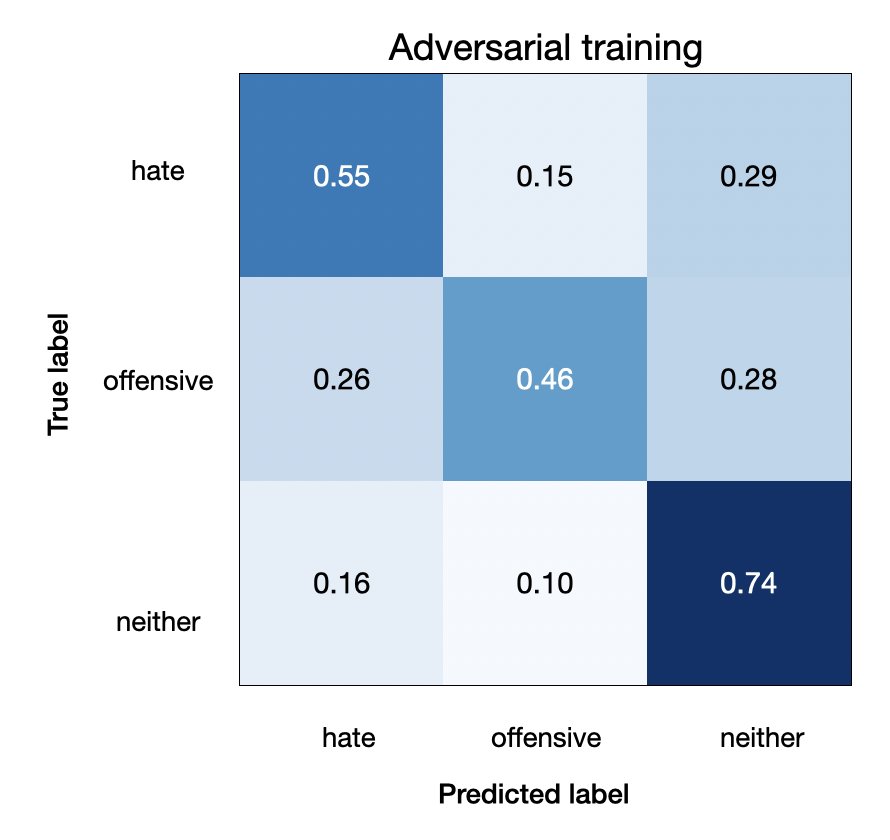 Adversarial training
hate
0.55 0.15 0.29
True label
offensive
0.26 0.46 0.28
neither
0.16 0.10 0.74
hate offensive neither
Predicted label